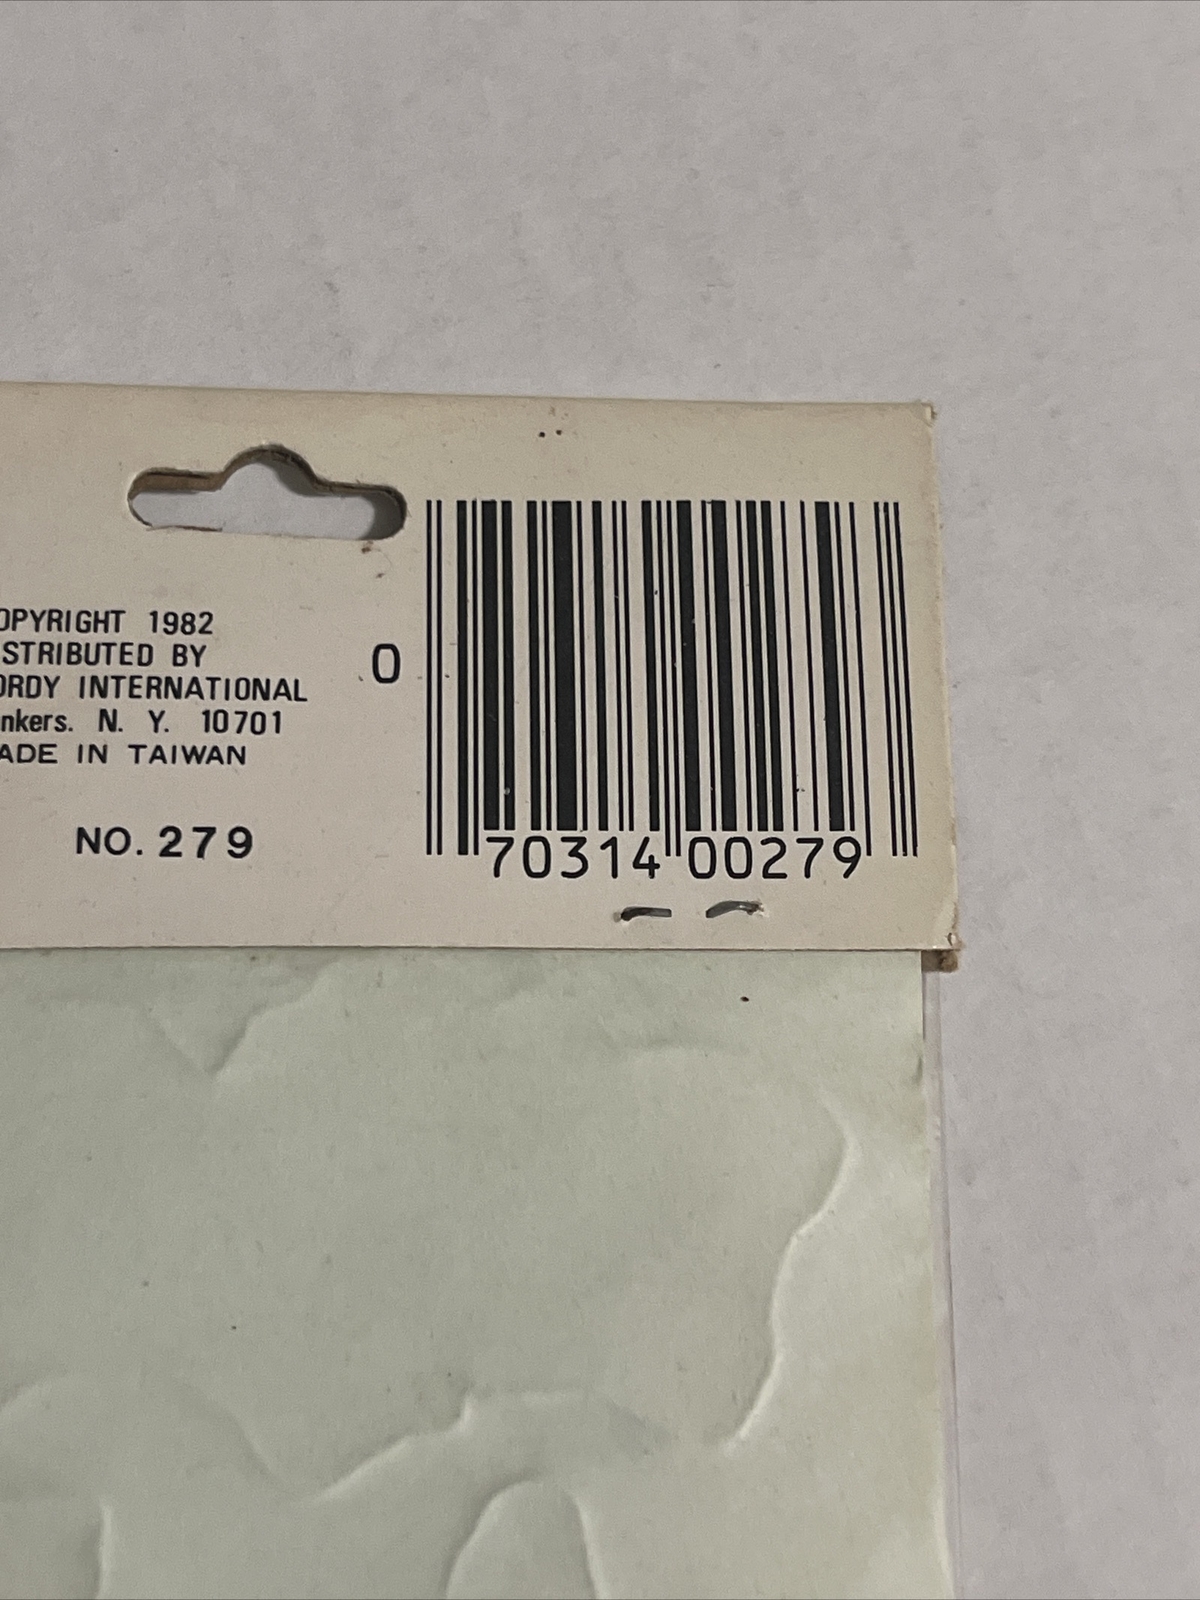 OPYRIGHT 1982
STRIBUTED BY
ORDY INTERNATIONAL
nkers. N. Y. 10701
ADE IN TAIWAN
NO. 279
0 70314 00279